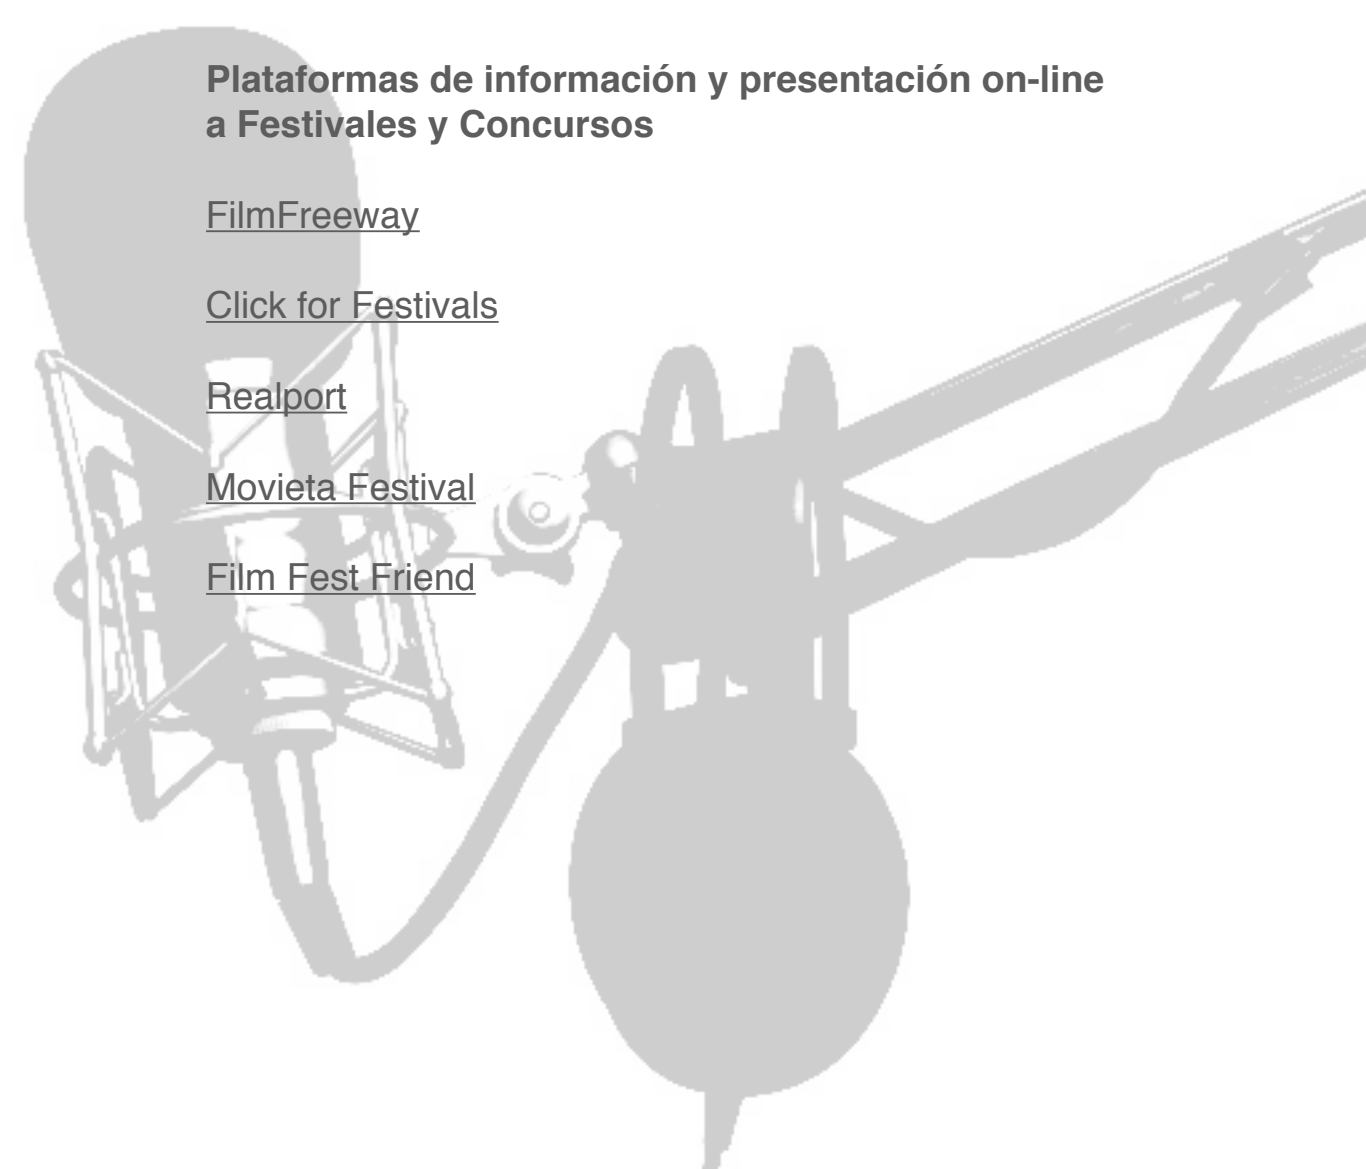 Plataformas de información y presentación on-line
a Festivales y Concursos
FilmFreeway
Click for Festivals
Realport
Movieta Festival
Film Fest Friend